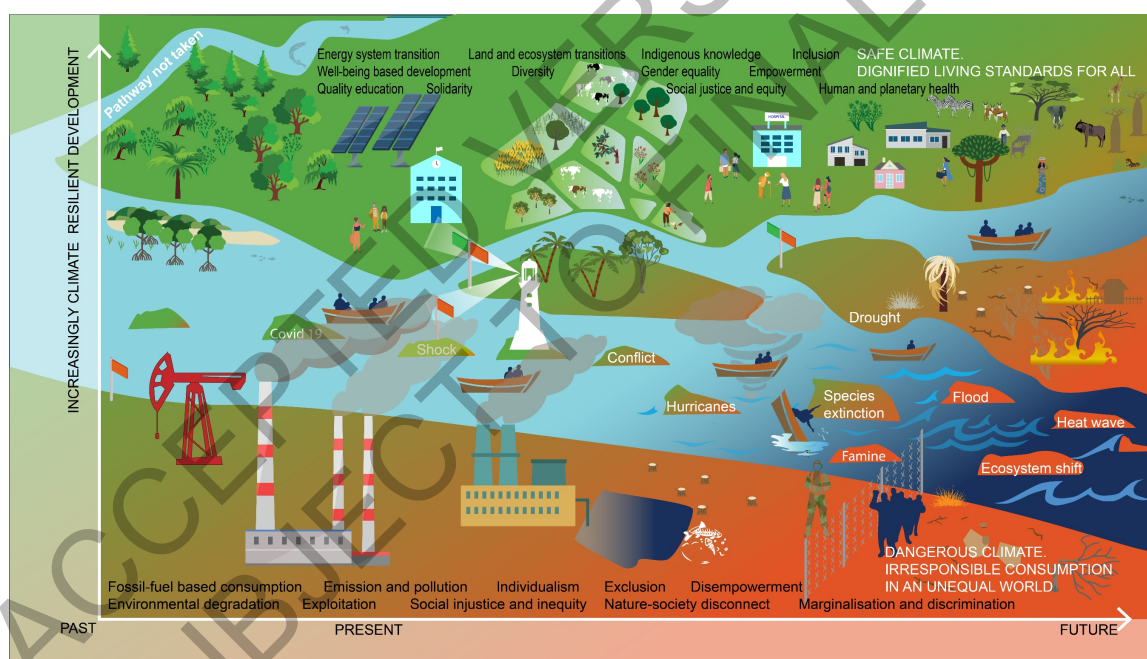 Pathway not taken
Energy system transition Land and ecosystem transitions Indigenous knowledge Inclusion
Well-being based development Diversity Gender equality Empowerment
Quality education Solidarity Social justice and equity Human and planetary health
SAFE CLIMATE.
DIGNIFIED LIVING STANDARDS FOR ALL
HOSPITAL
INCREASINGLY CLIMATE RESILIENT DEVELOPMENT
Covid 19
Shock
Conflict
Drought
Hurricanes
Species
extinction
Flood
Heat wave
Famine
Ecosystem shift
DANGEROUS CLIMATE.
IRRESPONSIBLE CONSUMPTION
IN AN UNEQUAL WORLD.
Fossil-fuel based consumption Emission and pollution Individualism Exclusion Disempowerment
Environmental degradation Exploitation Social injustice and inequity Nature-society disconnect Marginalisation and discrimination
PAST PRESENT FUTURE
ACCEPTED
FINAL